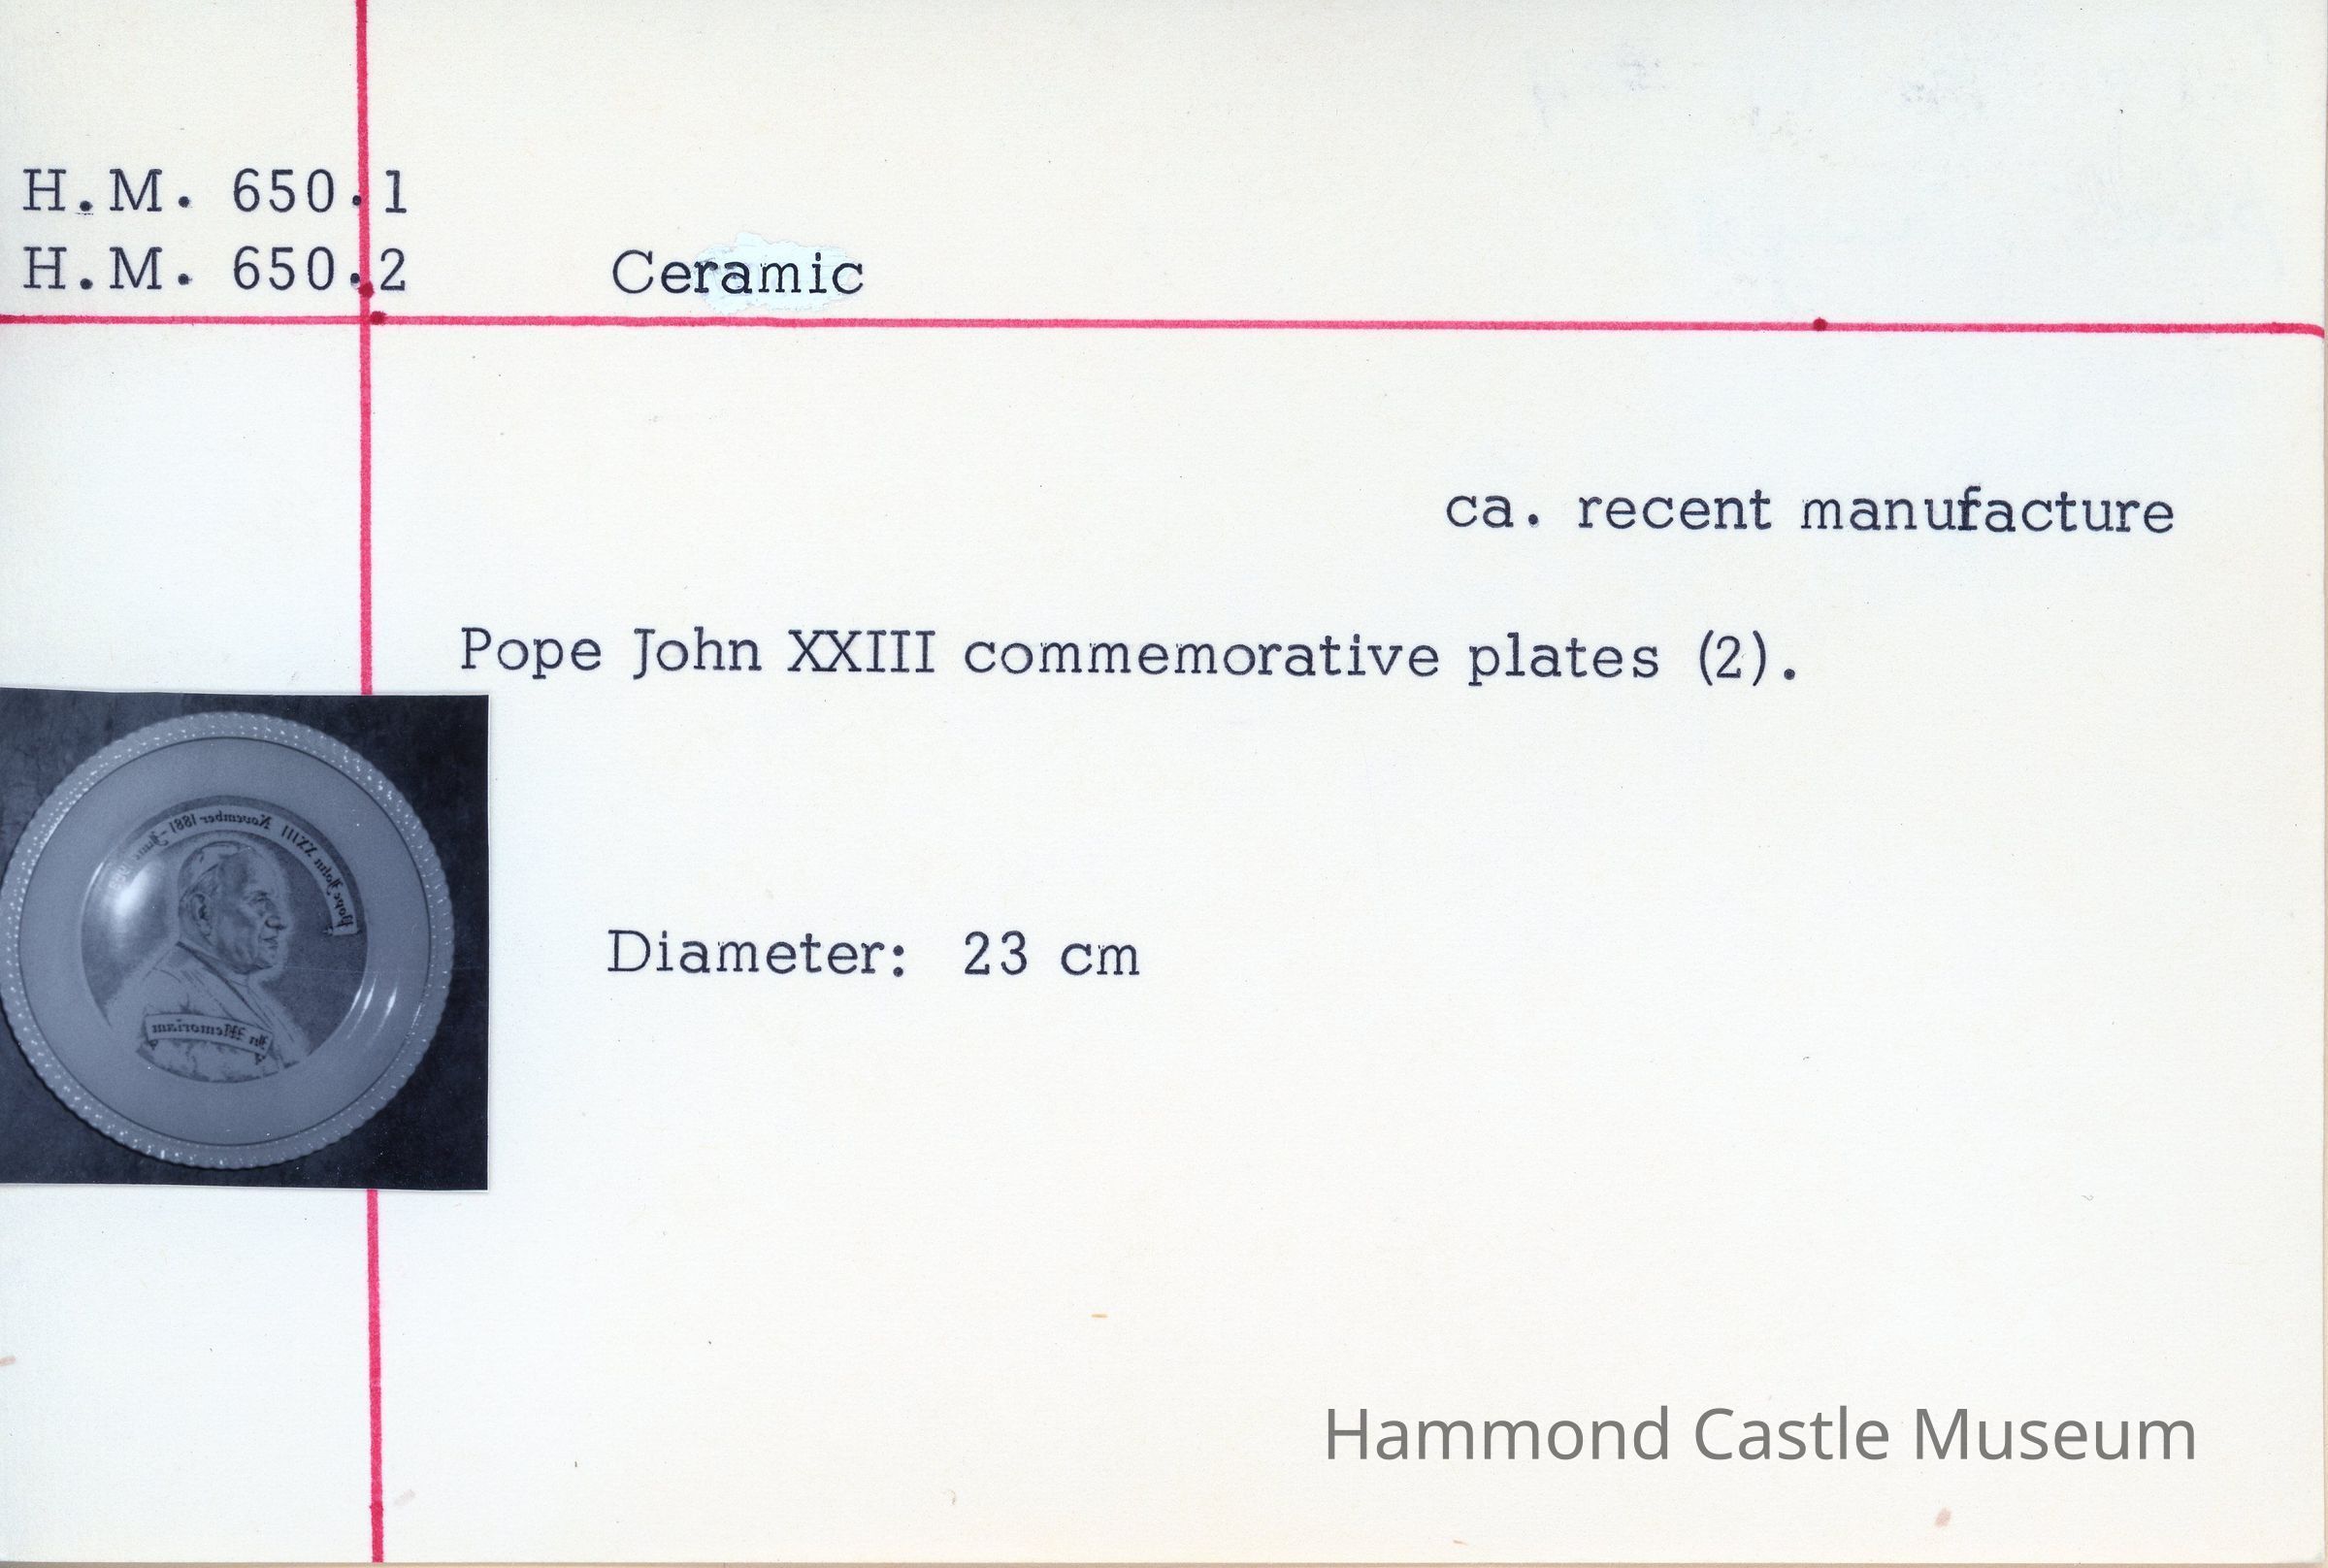 H.M. 650.1
H.M. 650.2
Ceramic
ca. recent manufacture
Pope John XXIII commemorative plates (2).
Pope John XXIII November 1881 - June
In Memoriam
Diameter: 23 cm
Hammond Castle Museum